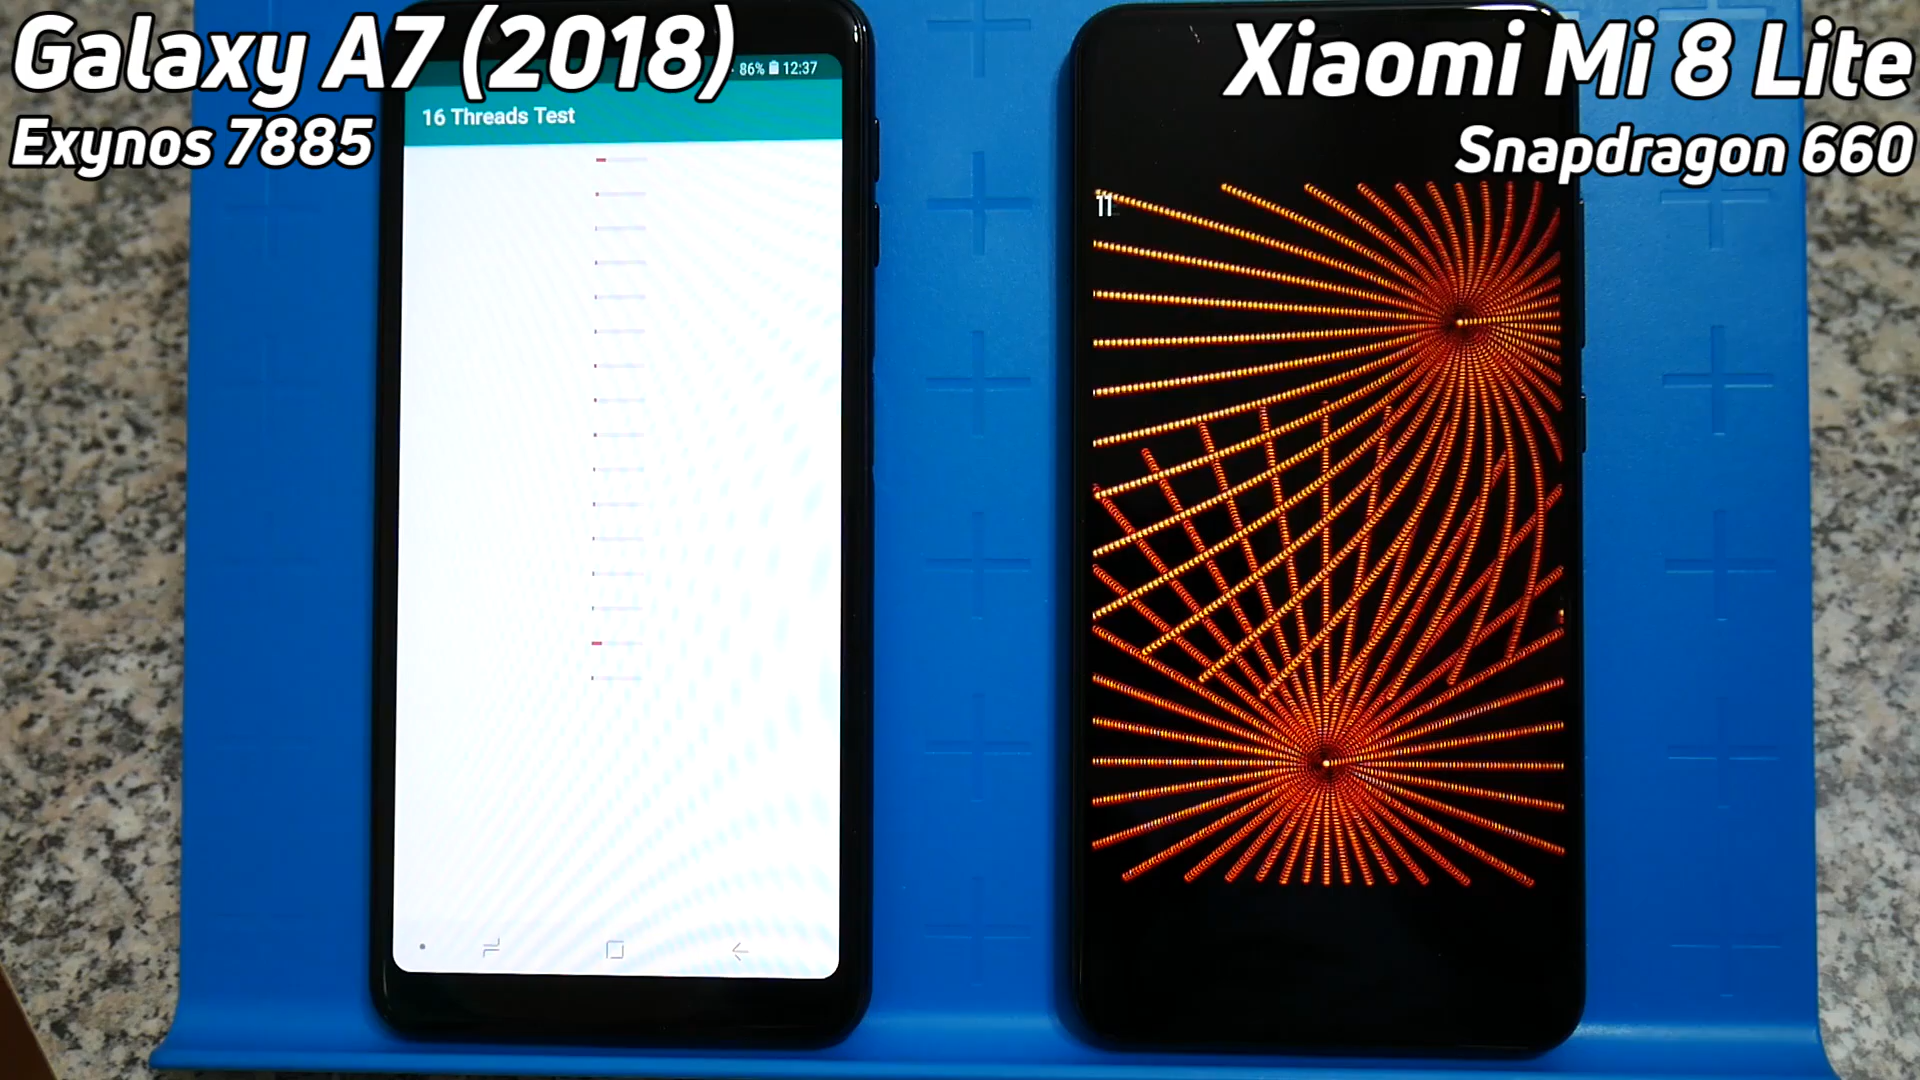 Galaxy A7 (2018)
Exynos 7885
86% 12:37
16 Threads Test
Xiaomi Mi 8 Lite
Snapdragon 660
11